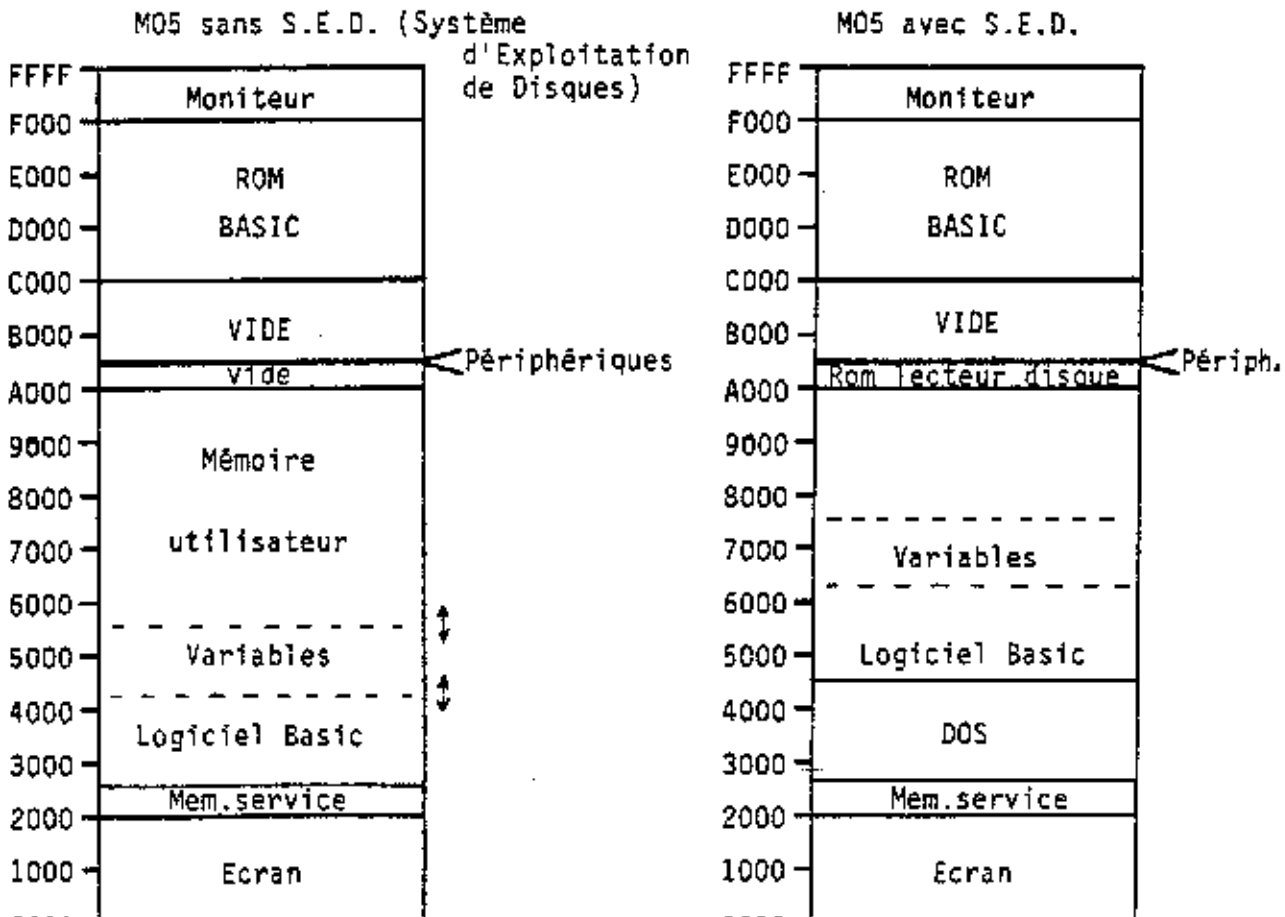 MO5 sans S.E.D. (Système
d'Exploitation
de Disques)
FFFF
Moniteur
F000
E000
ROM
D000
BASIC
C000
B000
VIDE
Périphériques
vide
A000
9000
Mémoire
8000
utilisateur
7000
6000
5000
Variables
4000
Logiciel Basic
3000
Mem.service
2000
1000
Ecran
MO5 avec S.E.D.
FFFF
Moniteur
F000
E000
ROM
D000
BASIC
C000
B000
VIDE
Périph.
Rom lecteur disque
A000
9000
8000
7000
Variables
6000
5000
Logiciel Basic
4000
DOS
3000
Mem.service
2000
1000
Ecran